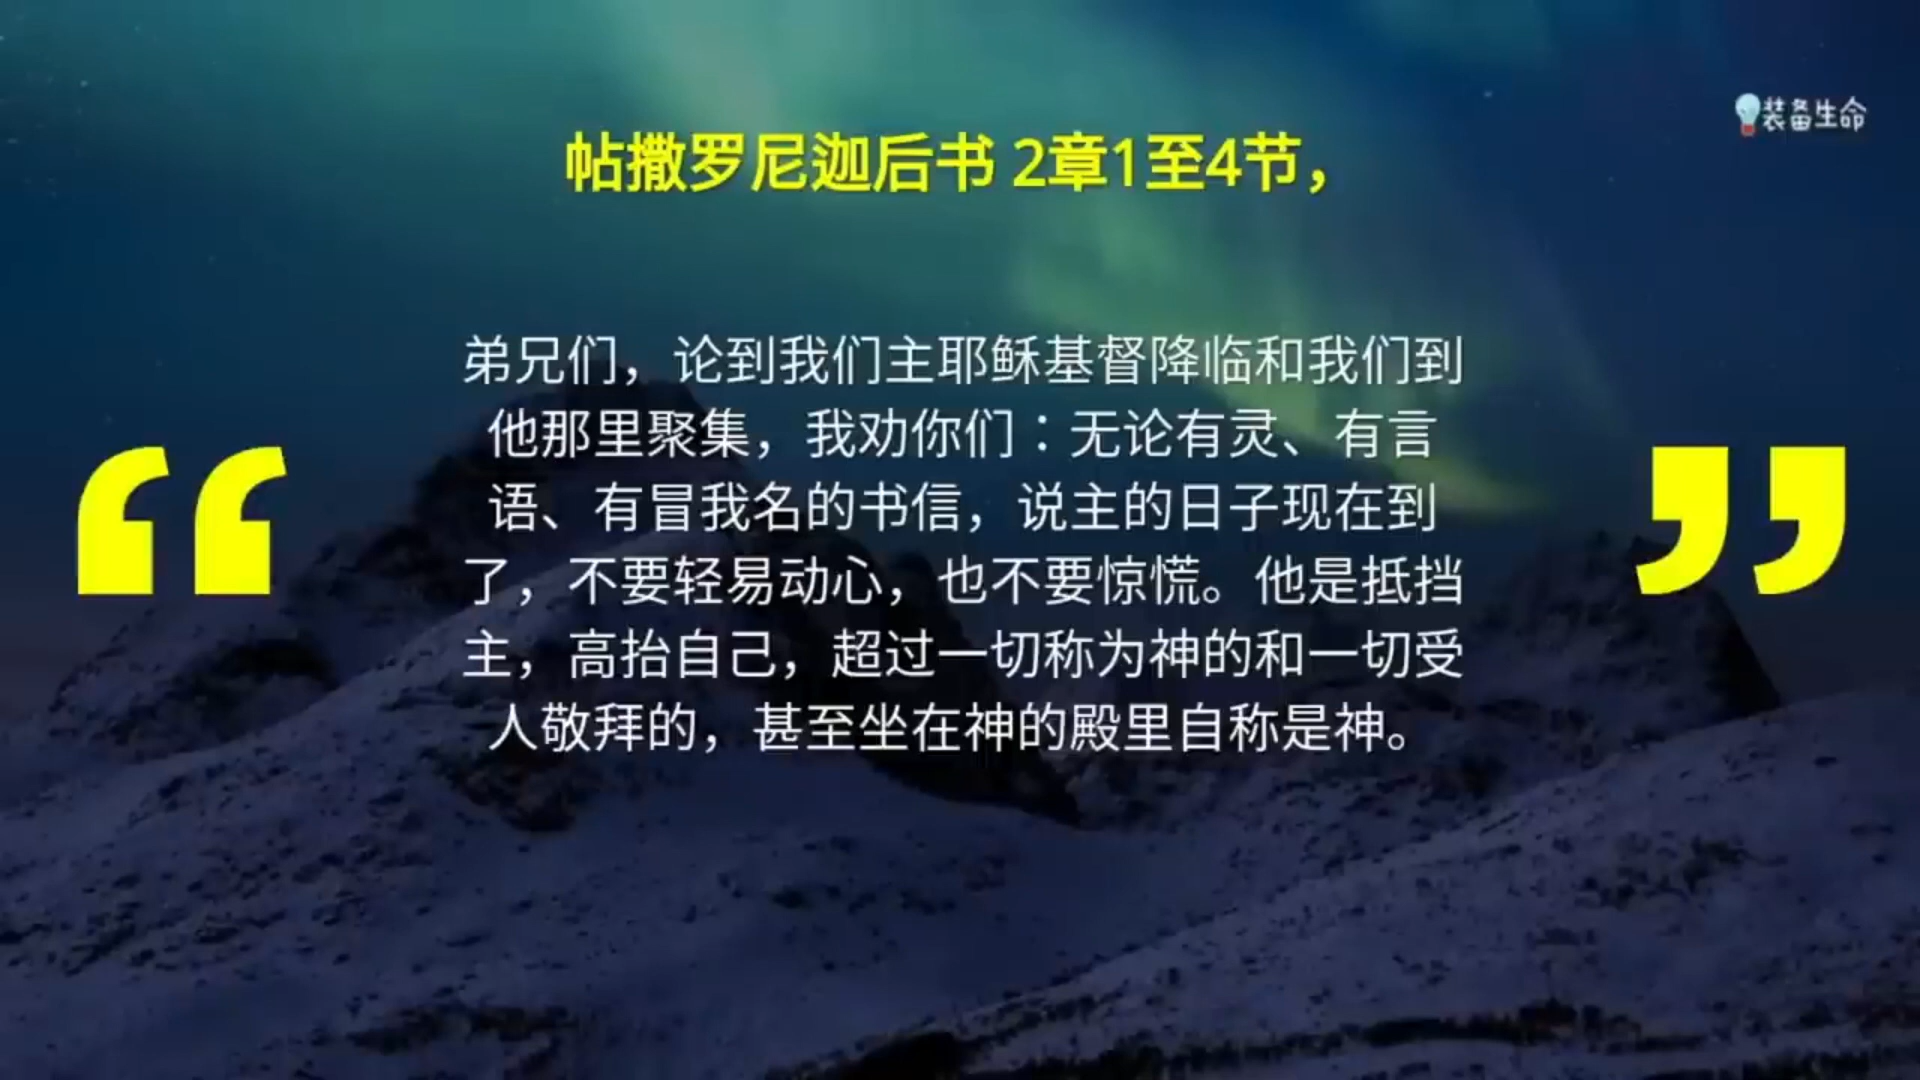 装备生命
帖撒罗尼迦后书 2章1至4节，
“
弟兄们，论到我们主耶稣基督降临和我们到
他那里聚集，我劝你们：无论有灵、有言
语、有冒我名的书信，说主的日子现在到
了，不要轻易动心，也不要惊慌。他是抵挡
主，高抬自己，超过一切称为神的和一切受
人敬拜的，甚至坐在神的殿里自称是神。
”